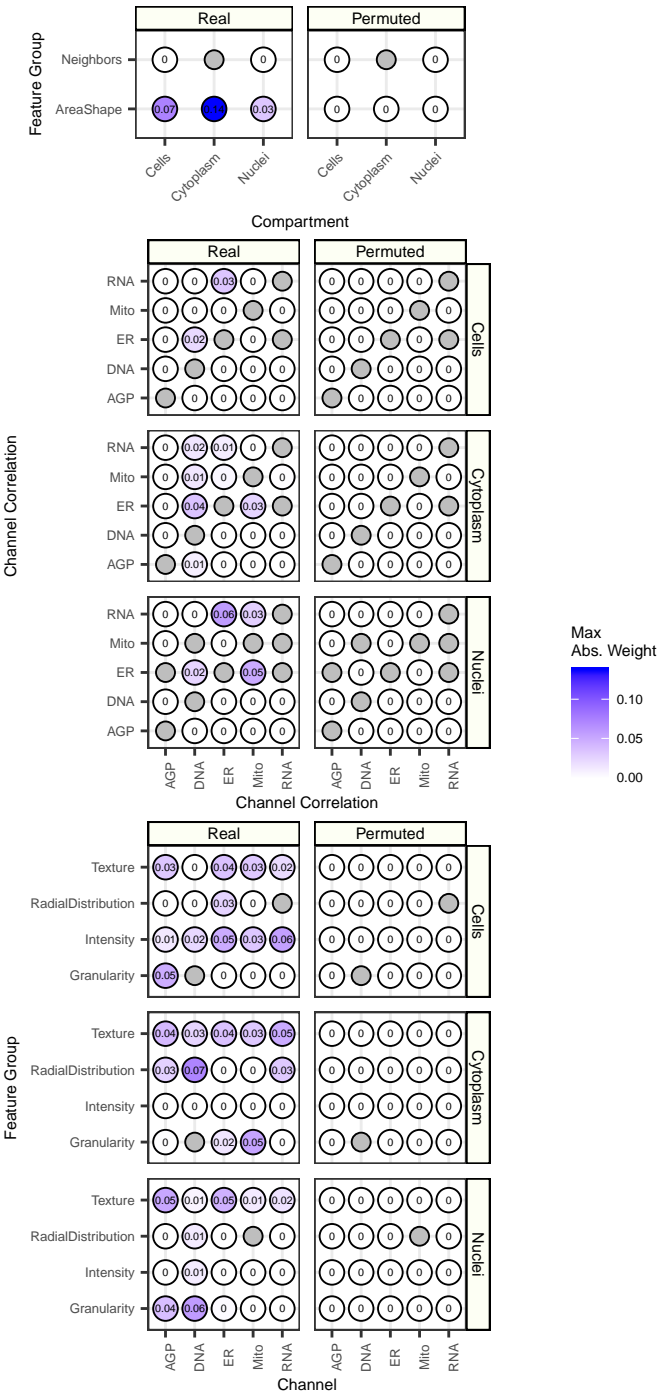 Real Permuted
Feature Group
Neighbors 0 0 0 0
AreaShape 0.07 0.14 0.03 0 0 0
Cells Cytoplasm Nuclei Cells Cytoplasm Nuclei
Compartment
Real Permuted
Channel Correlation
RNA 0 0 0.03 0 0 0 0 0
Mito 0 0 0 0 0 0 0 0
ER 0 0.02 0 0 0 0
DNA 0 0 0 0 0 0 0 0
AGP 0 0 0 0 0 0 0 0
Cells
RNA 0 0.02 0.01 0 0 0 0 0
Mito 0 0.01 0 0 0 0 0 0
ER 0 0.04 0.03 0 0 0
DNA 0 0 0 0 0 0 0 0
AGP 0.01 0 0 0 0 0 0 0
Cytoplasm
RNA 0 0 0.06 0.03 0 0 0 0
Mito 0 0 0 0
ER 0.02 0.05 0 0
DNA 0 0 0 0 0 0 0 0
AGP 0 0 0 0 0 0 0 0
Nuclei
AGP DNA ER Mito RNA AGP DNA ER Mito RNA
Channel Correlation
Max
Abs. Weight
0.10
0.05
0.00
Real Permuted
Feature Group
Texture 0.03 0 0.04 0.03 0.02 0 0 0 0 0
RadialDistribution 0 0 0.03 0 0 0 0 0
Intensity 0.01 0.02 0.05 0.03 0.06 0 0 0 0 0
Granularity 0.05 0 0 0 0 0 0 0
Cells
Texture 0.04 0.03 0.04 0.03 0.05 0 0 0 0 0
RadialDistribution 0.03 0.07 0 0 0.03 0 0 0 0 0
Intensity 0 0 0 0 0 0 0 0 0 0
Granularity 0 0.02 0.05 0 0 0 0 0
Cytoplasm
Texture 0.05 0.01 0.05 0.01 0.02 0 0 0 0 0
RadialDistribution 0 0.01 0 0 0 0 0 0
Intensity 0 0.01 0 0 0 0 0 0 0 0
Granularity 0.04 0.06 0 0 0 0 0 0 0 0
Nuclei
AGP DNA ER Mito RNA AGP DNA ER Mito RNA
Channel